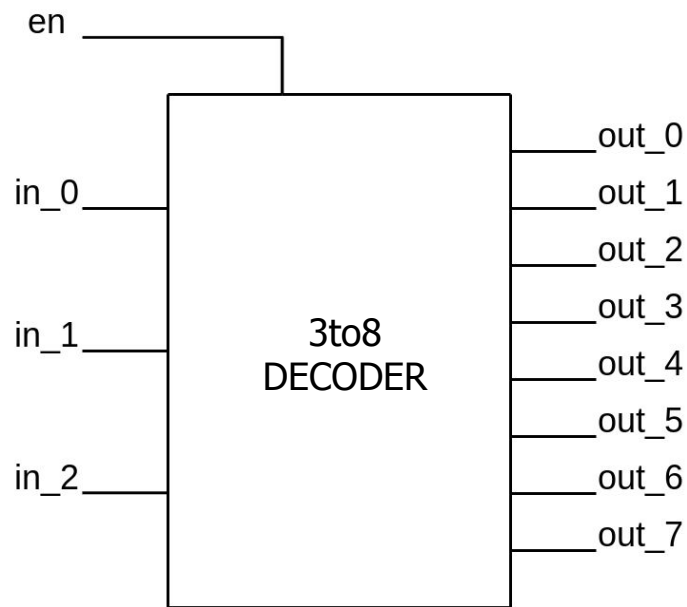 en
in_0
in_1
in_2
3to8
DECODER
out_0
out_1
out_2
out_3
out_4
out_5
out_6
out_7